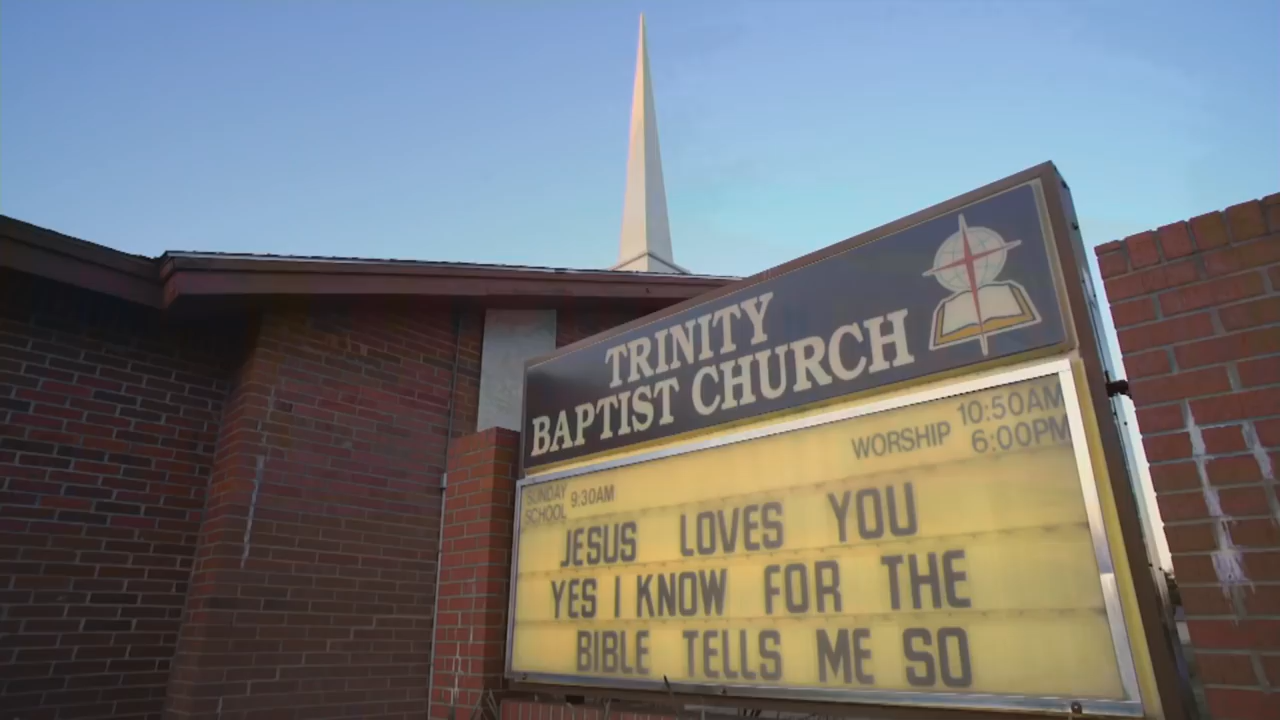 TRINITY
BAPTIST CHURCH
WORSHIP 10:50AM
6:00PM
SUNDAY SCHOOL 9:30AM
JESUS LOVES YOU
YES I KNOW FOR THE
BIBLE TELLS ME SO